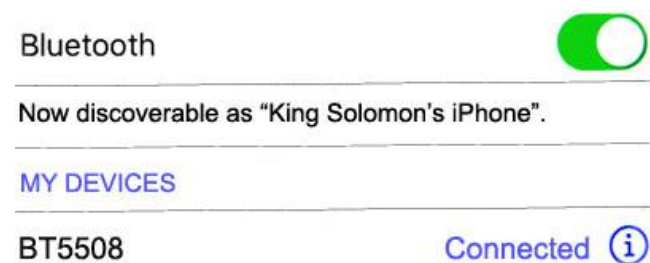 Bluetooth
Now discoverable as “King Solomon’s iPhone”.
MY DEVICES
BT5508 Connected